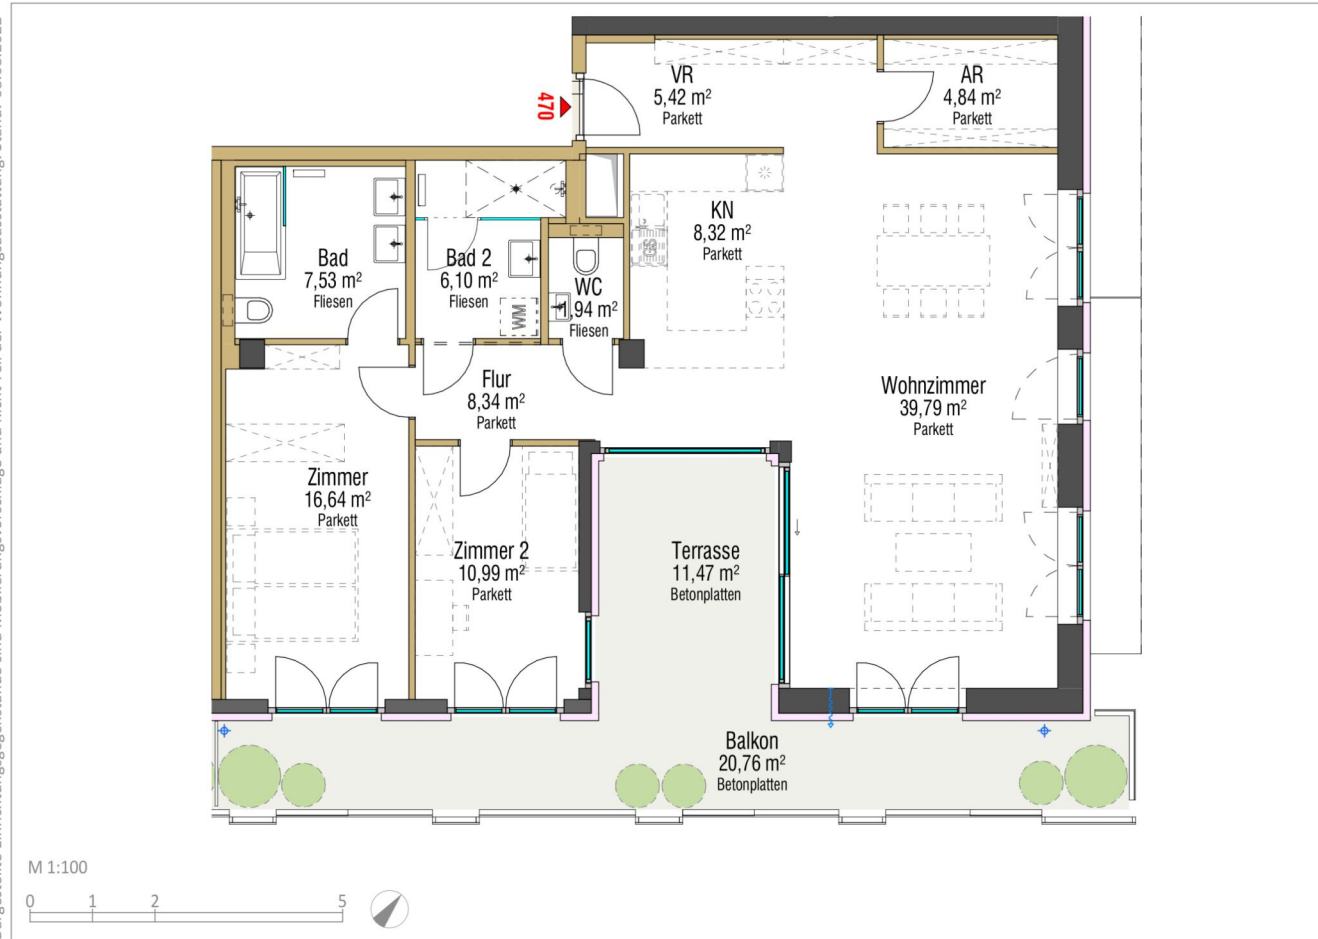 470
VR
5,42 m²
Parkett
AR
4,84 m²
Parkett
KN
8,32 m²
Parkett
GS
Bad
7,53 m²
Fliesen
Bad 2
6,10 m²
Fliesen
WM
WC
1,94 m²
Fliesen
Flur
8,34 m²
Parkett
Wohnzimmer
39,79 m²
Parkett
Zimmer
16,64 m²
Parkett
Zimmer 2
10,99 m²
Parkett
Terrasse
11,47 m²
Betonplatten
Balkon
20,76 m²
Betonplatten
M 1:100
0 1 2 5